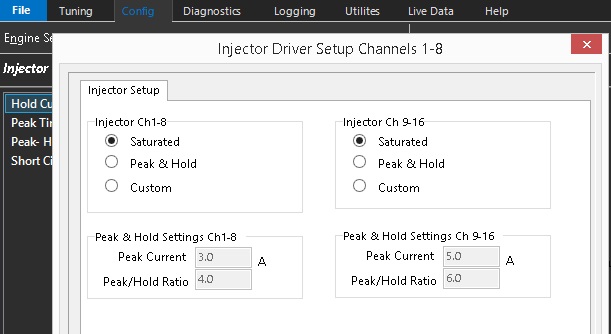 File Tuning Config Diagnostics Logging Utilites Live Data Help
Engine Se
Injector Driver Setup Channels 1-8
Injector
Injector Setup
Hold Cu
Peak Tir
Peak- H
Short Ci
Injector Ch1-8
Saturated
Peak & Hold
Custom
Injector Ch 9-16
Saturated
Peak & Hold
Custom
Peak & Hold Settings Ch1-8
Peak Current 3.0 A
Peak/Hold Ratio 4.0
Peak & Hold Settings Ch 9-16
Peak Current 5.0 A
Peak/Hold Ratio 6.0